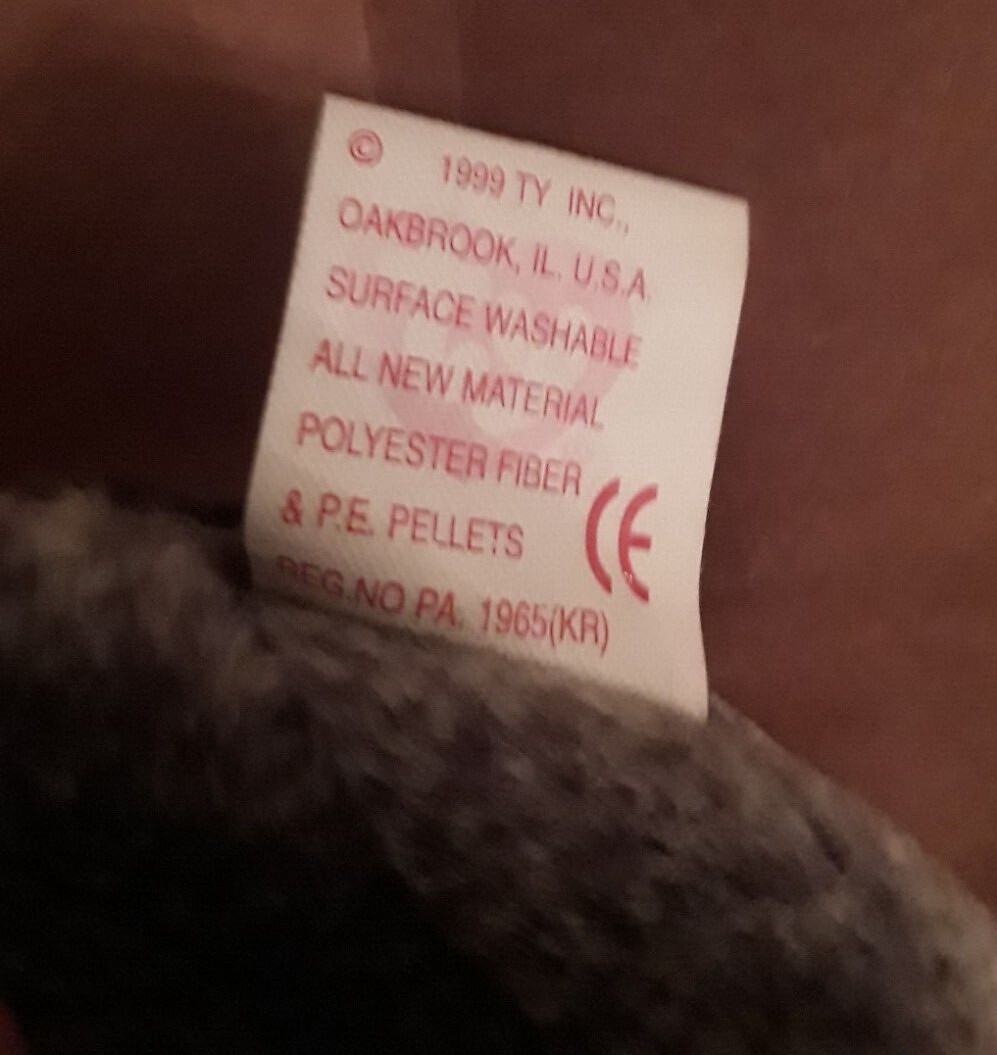 © 1999 TY INC.,
OAKBROOK, IL. U.S.A.
SURFACE WASHABLE
ALL NEW MATERIAL
POLYESTER FIBER
& P.E. PELLETS CE
REG.NO PA. 1965(KR)